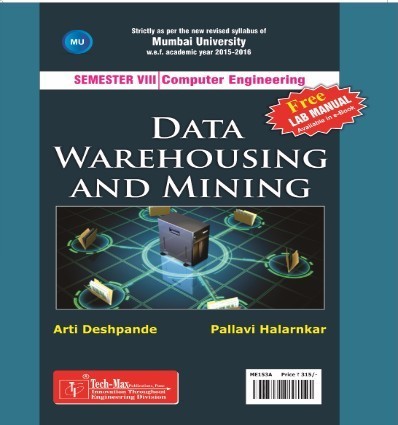 Strictly as per the new revised syllabus of
MU
Mumbai University
w.e.f. academic year 2015-2016
SEMESTER VIII Computer Engineering
Free
LAB MANUAL
Available in e-Book
DATA
WAREHOUSING
AND MINING
Arti Deshpande
Pallavi Halarnkar
Tech-Max
Publications, Pune
Innovation Throughout
Engineering Division
ME153A Price ₹ 315/-